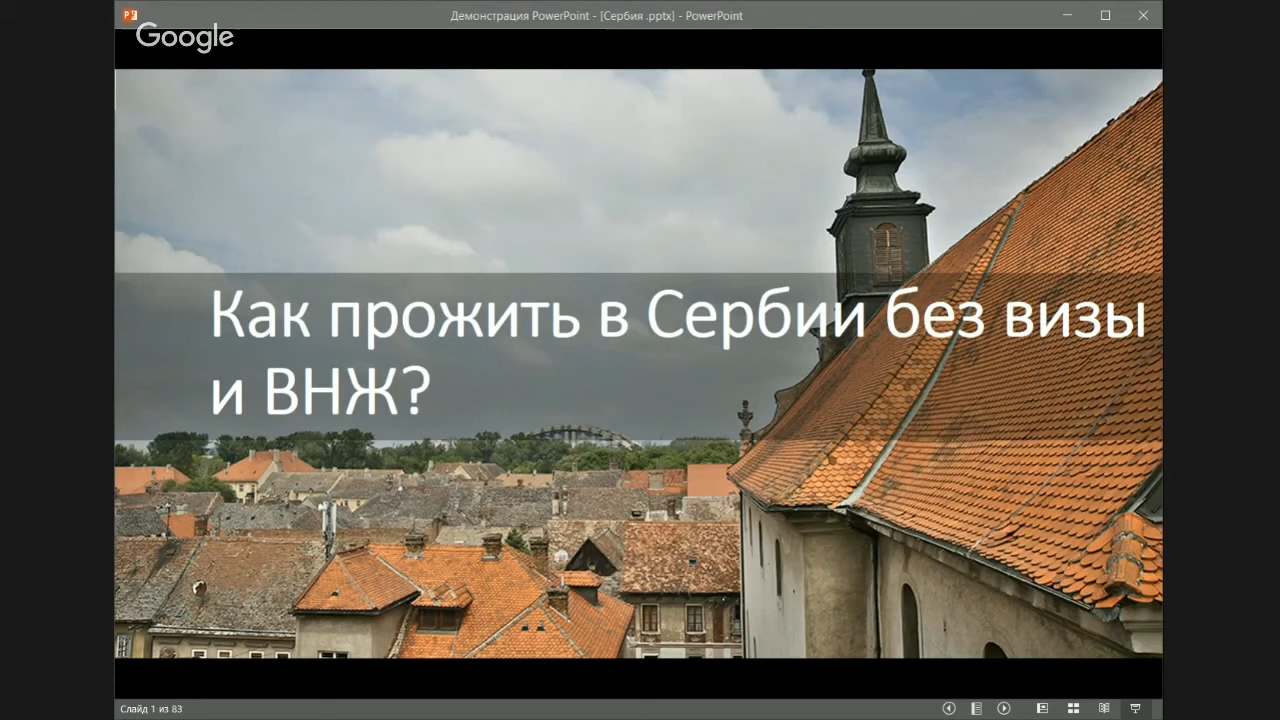 Демонстрация PowerPoint - [Сербия .pptx] - PowerPoint
Google
Как прожить в Сербии без визы
и ВНЖ?
Слайд 1 из 83